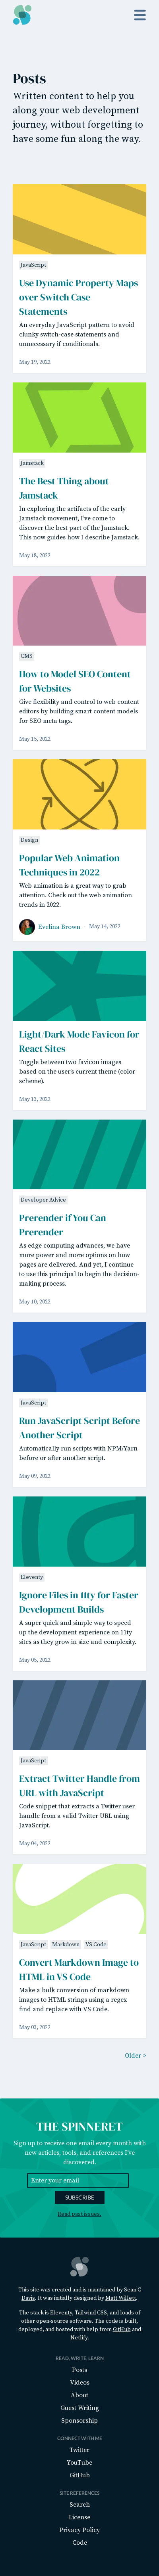 Posts
Written content to help you
along your web development
journey, without forgetting to
have some fun along the way.
JavaScript
Use Dynamic Property Maps
over Switch Case
Statements
An everyday JavaScript pattern to avoid
chunky switch-case statements and
unnecessary if conditionals.
May 19, 2022
Jamstack
The Best Thing about
Jamstack
In exploring the artifacts of the early
Jamstack movement, I've come to
discover the best part of the Jamstack.
This now guides how I do Jamstack.
May 18, 2022
CMS
How to Model SEO Content
for Websites
Give flexibility and control to web content
editors by building smart content models
for SEO meta tags.
May 15, 2022
Design
Popular Web Animation
Techniques in 2022
Web animation is a great way to grab
attention. Check out the web animation
trends in 2022.
Evelina Brown
May 14, 2022
Light/Dark Mode Favicon for
React Sites
Toggle between two favicon images
based on the user's current theme (color
scheme).
May 13, 2022
Developer Advice
Prerender if You Can
Prerender
As edge computing advances, we have
more power and more options on how
pages are delivered. And yet, I continue
to use this principal to begin the decision-
making process.
May 10, 2022
JavaScript
Run JavaScript Script Before
Another Script
Automatically run scripts with NPM/Yarn
before or after another script.
May 09, 2022
Eleventy
Ignore Files in 11ty for Faster
Development Builds
A super quick and simple way to speed
up the development experience on 11ty
sites as they grow in size and complexity.
May 05, 2022
JavaScript
Extract Twitter Handle from
URL with JavaScript
Code snippet that extracts a Twitter user
handle from a valid Twitter URL using
JavaScript.
May 04, 2022
JavaScript Markdown VS Code
Convert Markdown Image to
HTML in VS Code
Make a bulk conversion of markdown
images to HTML strings using a regex
find and replace with VS Code.
May 03, 2022
Older >
THE SPINNERET
Sign up to receive one email every month with
new articles, tools, and references I've
discovered.
Enter your email
SUBSCRIBE
Read past issues.
This site was created and is maintained by Sean C
Davis. It was initially designed by Matt Willett.
The stack is Eleventy, Tailwind CSS, and loads of
other open-source software. The code is built,
deployed, and hosted with help from GitHub and
Netlify.
READ, WRITE, LEARN
Posts
Videos
About
Guest Writing
Sponsorship
CONNECT WITH ME
Twitter
YouTube
GitHub
SITE REFERENCES
Search
License
Privacy Policy
Code